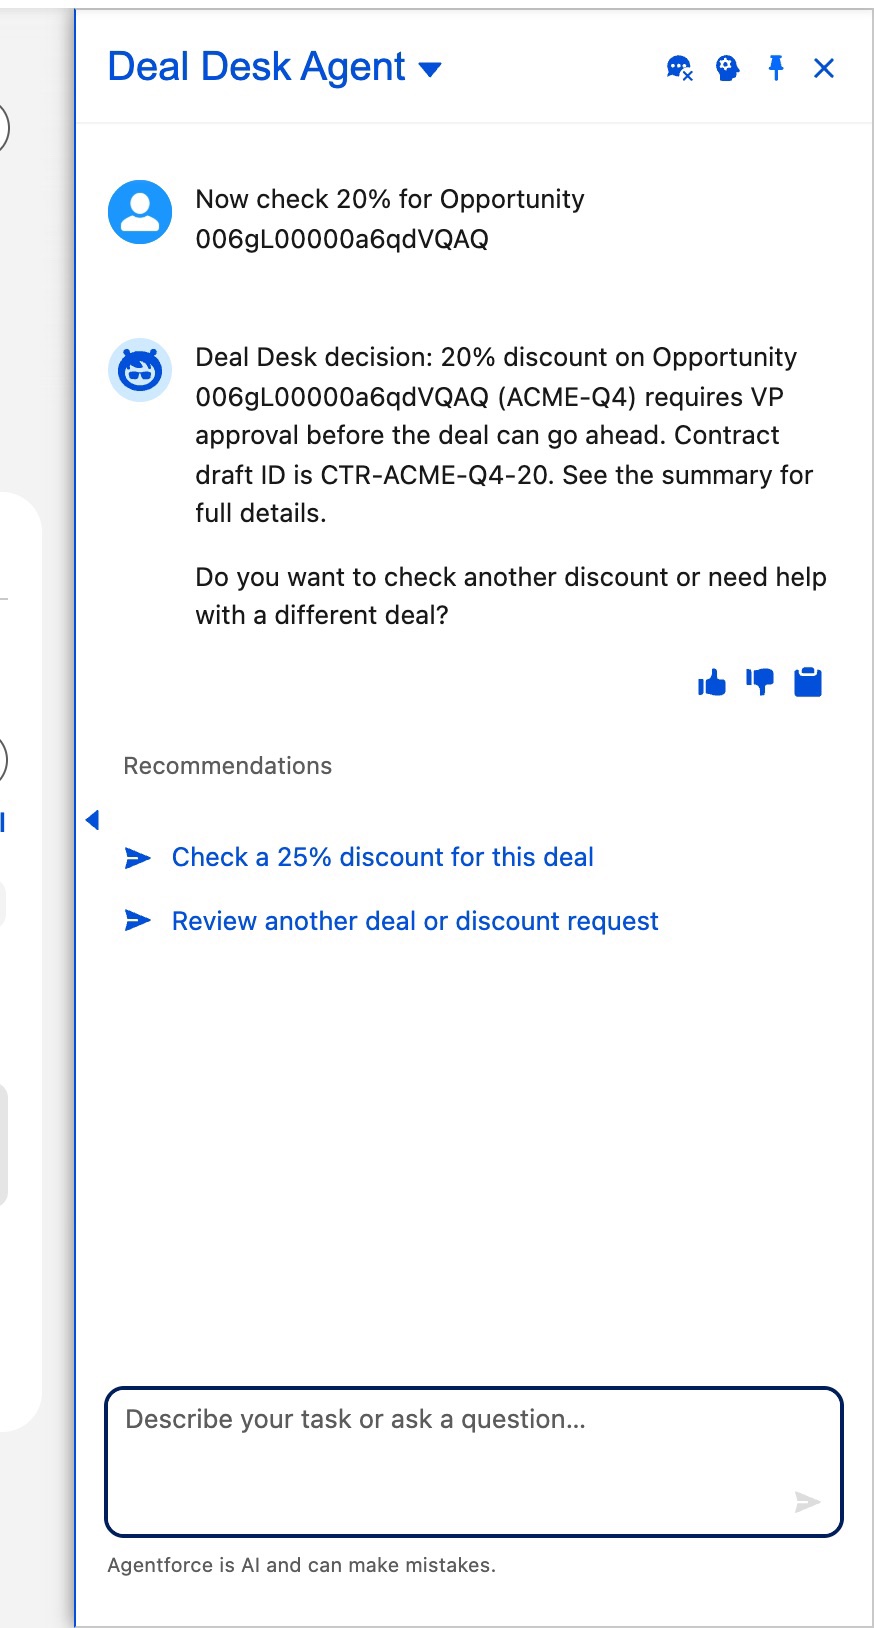 Deal Desk Agent
Now check 20% for Opportunity
006gL00000a6qdVQAQ
Deal Desk decision: 20% discount on Opportunity
006gL00000a6qdVQAQ (ACME-Q4) requires VP
approval before the deal can go ahead. Contract
draft ID is CTR-ACME-Q4-20. See the summary for
full details.
Do you want to check another discount or need help
with a different deal?
Recommendations
Check a 25% discount for this deal
Review another deal or discount request
Describe your task or ask a question...
Agentforce is AI and can make mistakes.